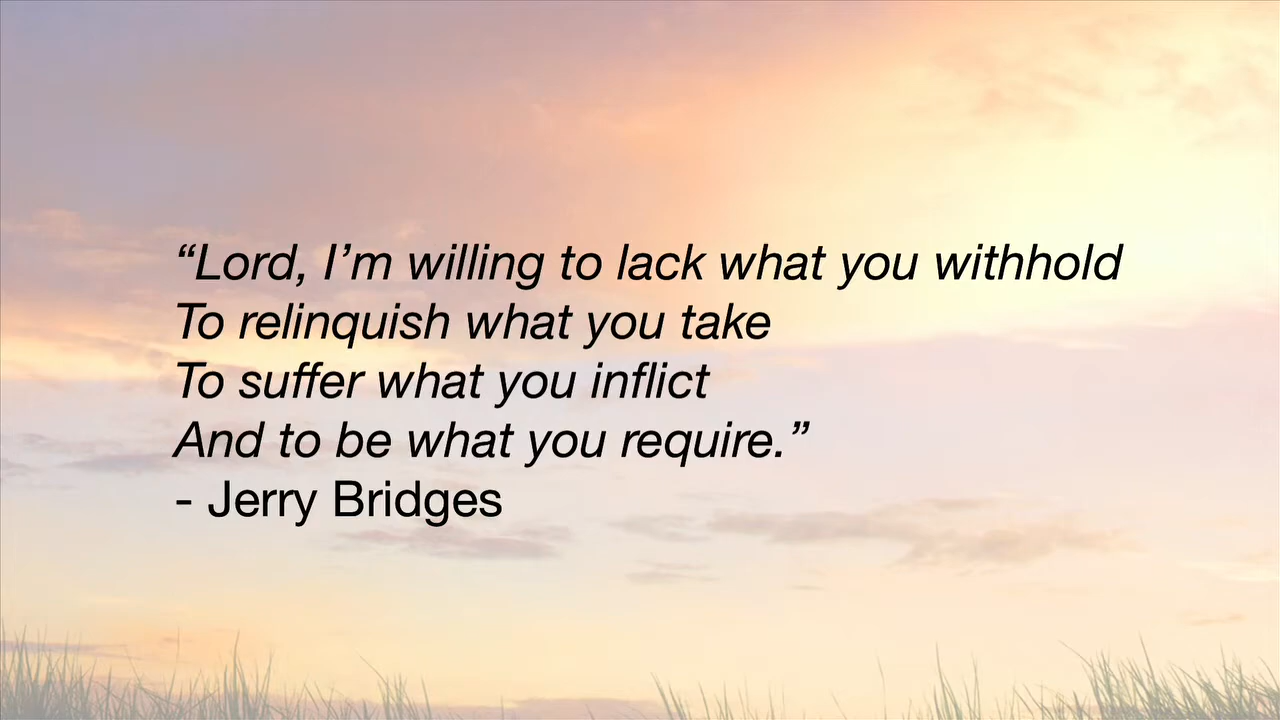 “Lord, I’m willing to lack what you withhold
To relinquish what you take
To suffer what you inflict
And to be what you require.”
- Jerry Bridges